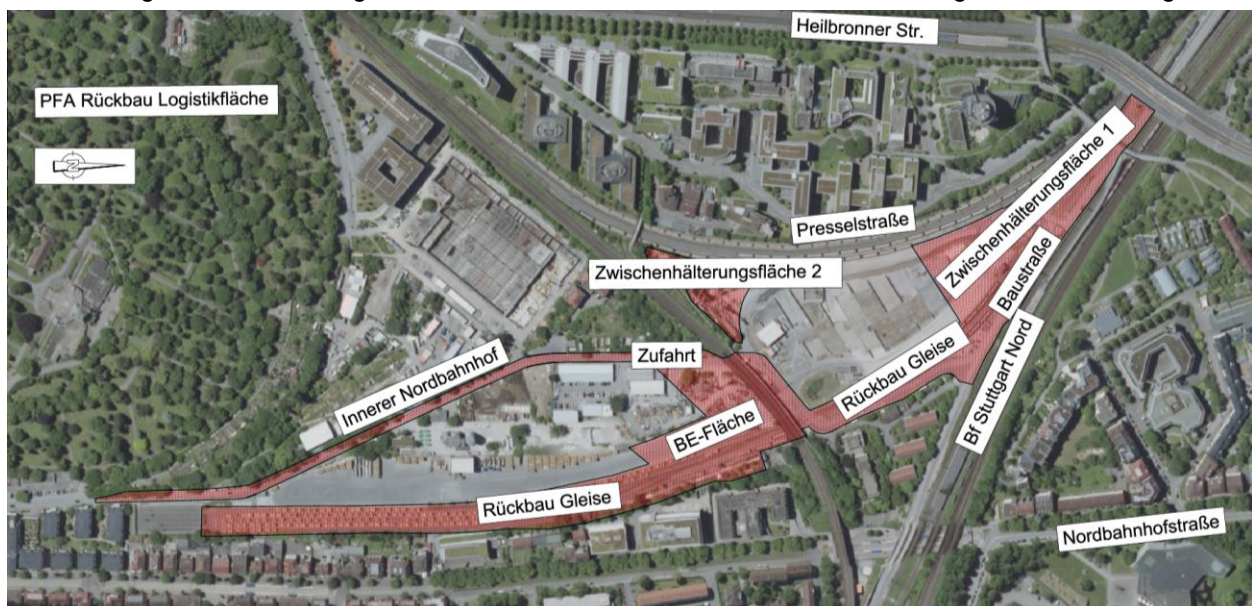 Heilbronner Str.
PFA Rückbau Logistikfläche
N
Zwischenhälterungsfläche 1
Presselstraße
Zwischenhälterungsfläche 2
Baustraße
Zufahrt
Innerer Nordbahnhof
Rückbau Gleise
Bf Stuttgart Nord
BE-Fläche
Rückbau Gleise
Nordbahnhofstraße